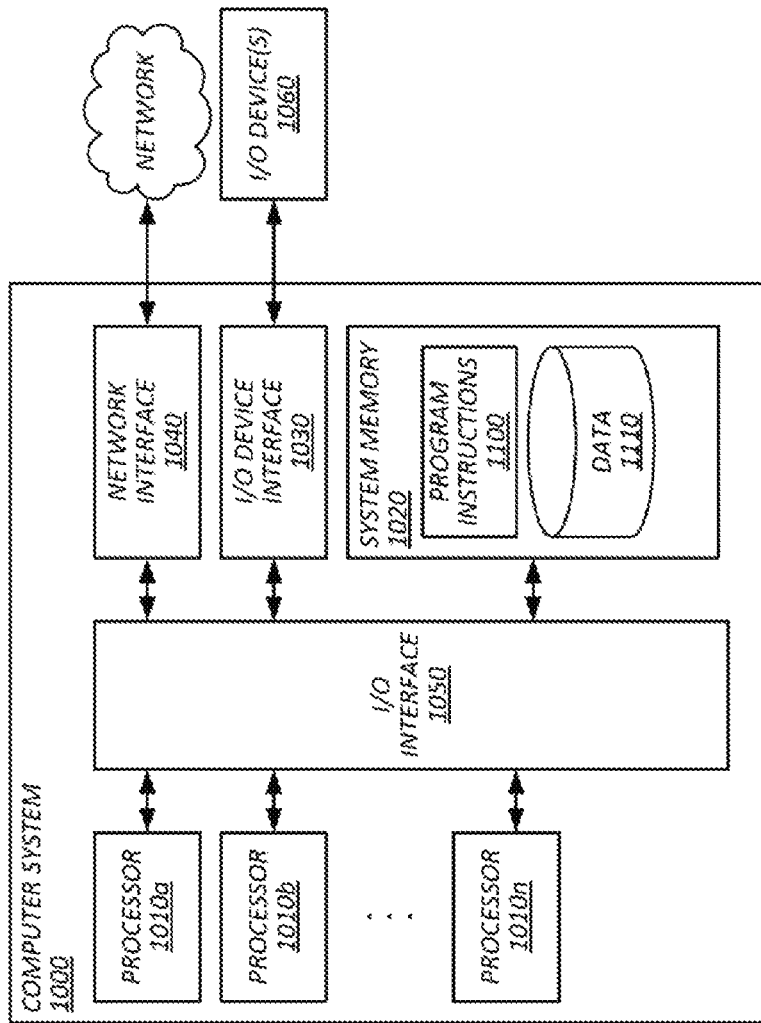 COMPUTER SYSTEM
1000
PROCESSOR
1010a
PROCESSOR
1010b
. . .
PROCESSOR
1010n
I/O
INTERFACE
1050
NETWORK
INTERFACE
1040
I/O DEVICE
INTERFACE
1030
SYSTEM MEMORY
1020
PROGRAM
INSTRUCTIONS
1100
DATA
1110
NETWORK
I/O DEVICE(S)
1060